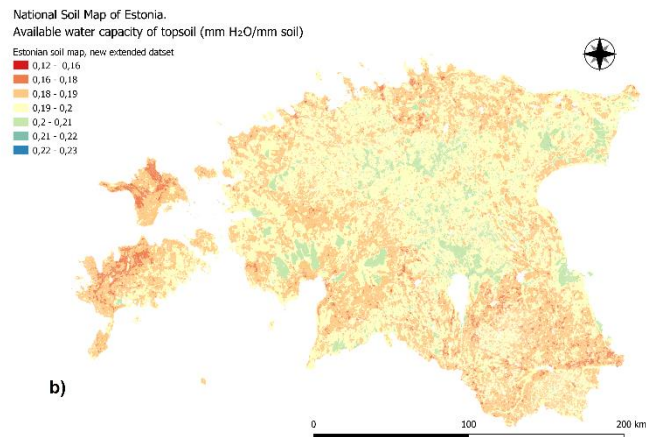 National Soil Map of Estonia.
Available water capacity of topsoil (mm H₂O/mm soil)
Estonian soil map, new extended datset
0,12 - 0,16
0,16 - 0,18
0,18 - 0,19
0,19 - 0,2
0,2 - 0,21
0,21 - 0,22
0,22 - 0,23
b)
0 100 200 km